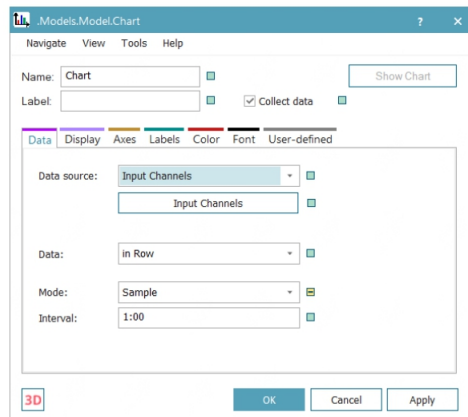 .Models.Model.Chart ? ×
Navigate View Tools Help
Name: Chart Show Chart
Label: Collect data
Data Display Axes Labels Color Font User-defined
Data source: Input Channels
Input Channels
Data: in Row
Mode: Sample
Interval: 1:00
3D OK Cancel Apply